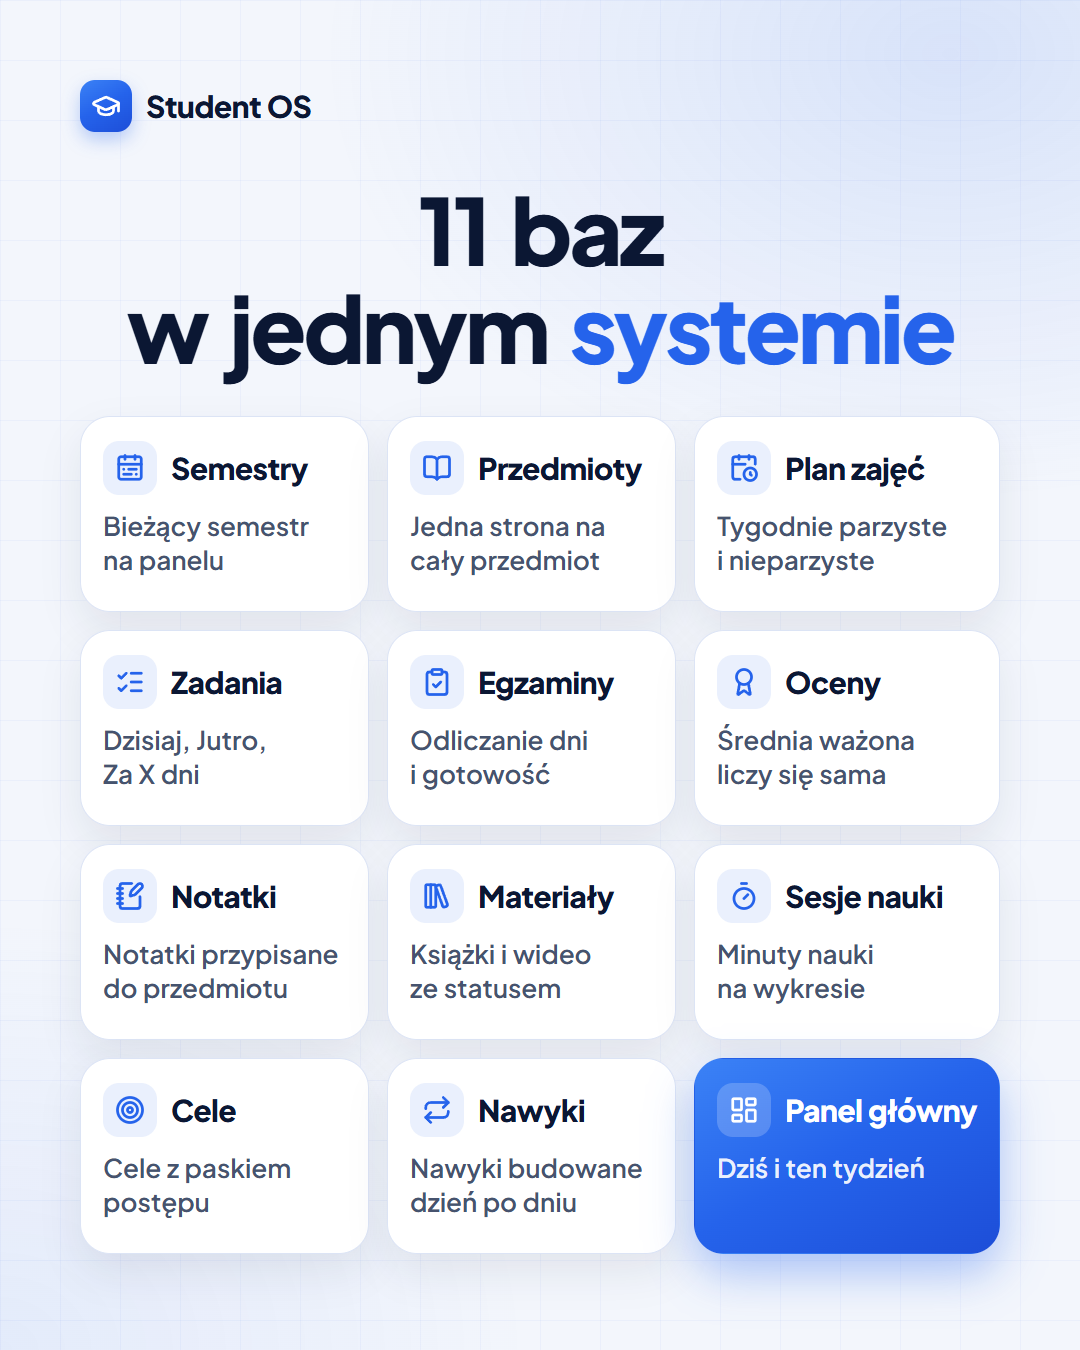 Student OS
11 baz
w jednym systemie
Semestry
Bieżący semestr
na panelu
Przedmioty
Jedna strona na
cały przedmiot
Plan zajęć
Tygodnie parzyste
i nieparzyste
Zadania
Dzisiaj, Jutro,
Za X dni
Egzaminy
Odliczanie dni
i gotowość
Oceny
Średnia ważona
liczy się sama
Notatki
Notatki przypisane
do przedmiotu
Materiały
Książki i wideo
ze statusem
Sesje nauki
Minuty nauki
na wykresie
Cele
Cele z paskiem
postępu
Nawyki
Nawyki budowane
dzień po dniu
Panel główny
Dziś i ten tydzień